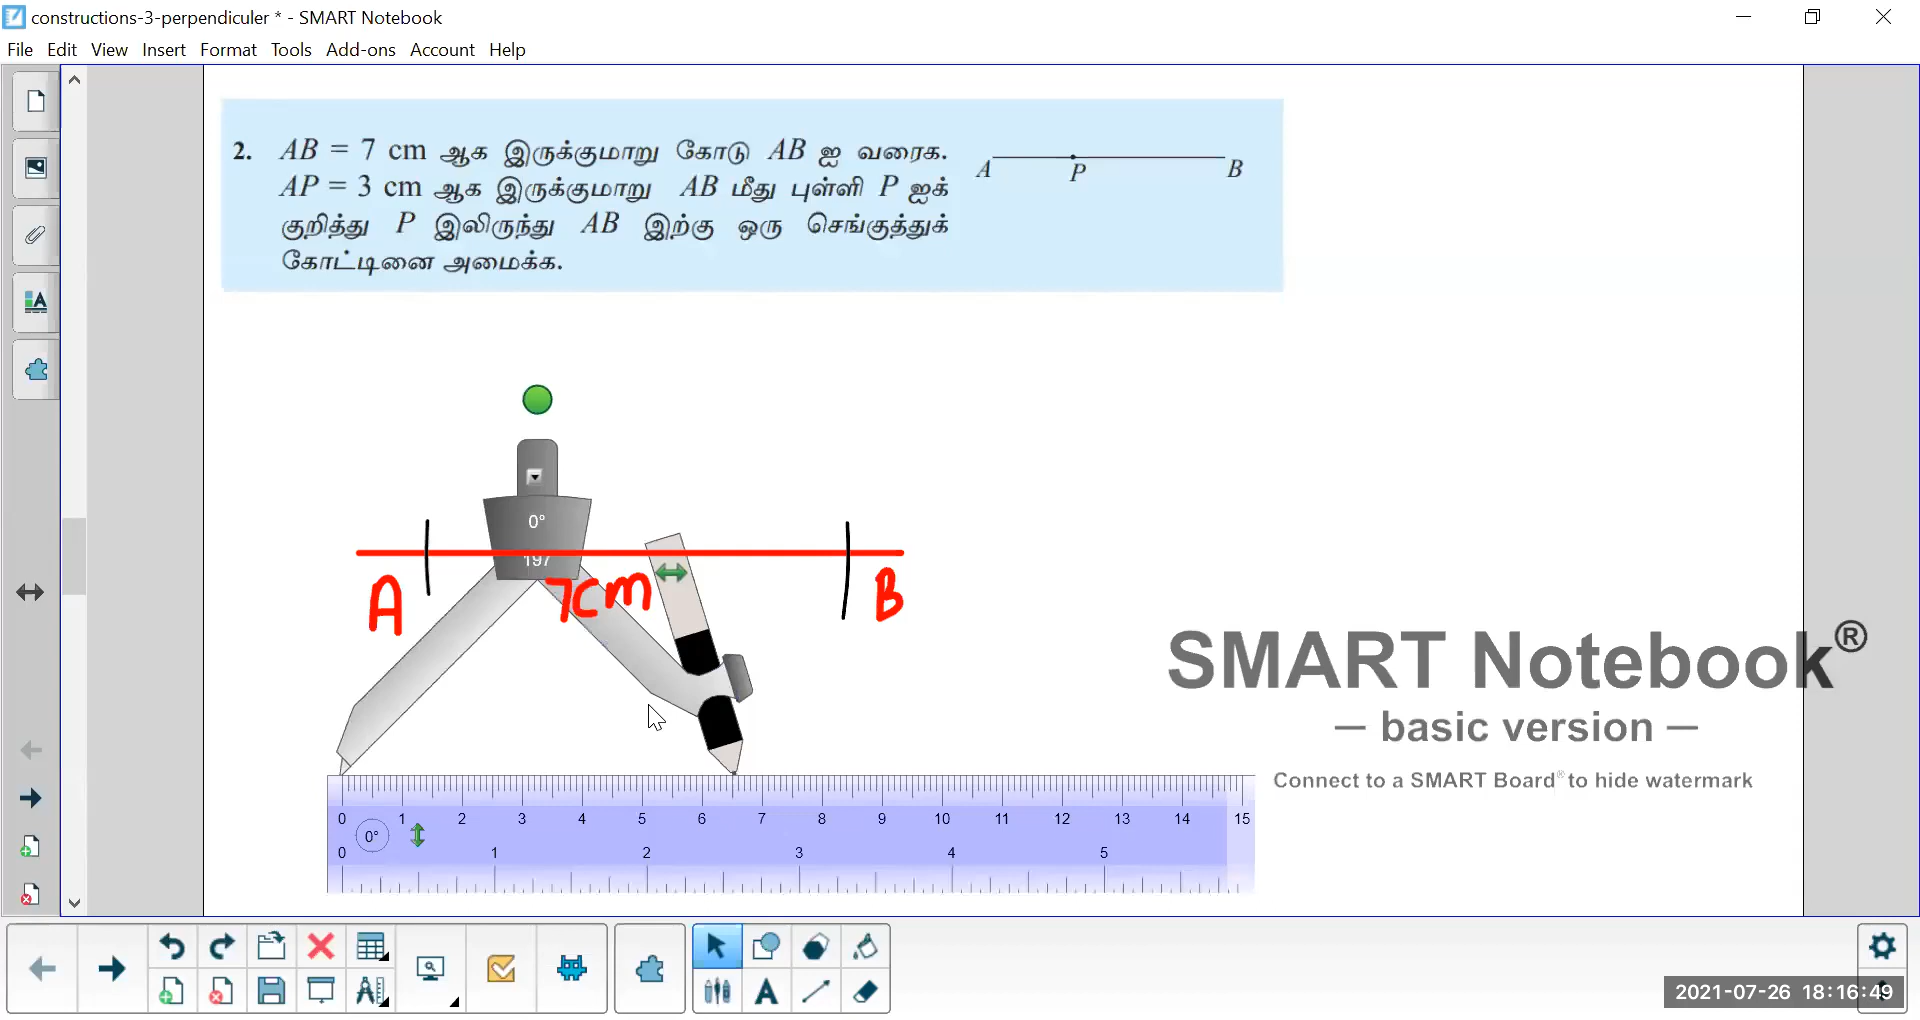 constructions-3-perpendiculer * - SMART Notebook
File Edit View Insert Format Tools Add-ons Account Help
2. AB = 7 cm ஆக இருக்குமாறு கோடு AB ஐ வரைக.
AP = 3 cm ஆக இருக்குமாறு AB மீது புள்ளி P ஐக்
குறித்து P இலிருந்து AB இற்கு ஒரு செங்குத்துக்
கோட்டினை அமைக்க.
A P B
0°
197
A 7cm B
SMART Notebook®
— basic version —
Connect to a SMART Board® to hide watermark
0 1 2 3 4 5 6 7 8 9 10 11 12 13 14 15
0°
0 1 2 3 4 5
2021-07-26 18:16:49